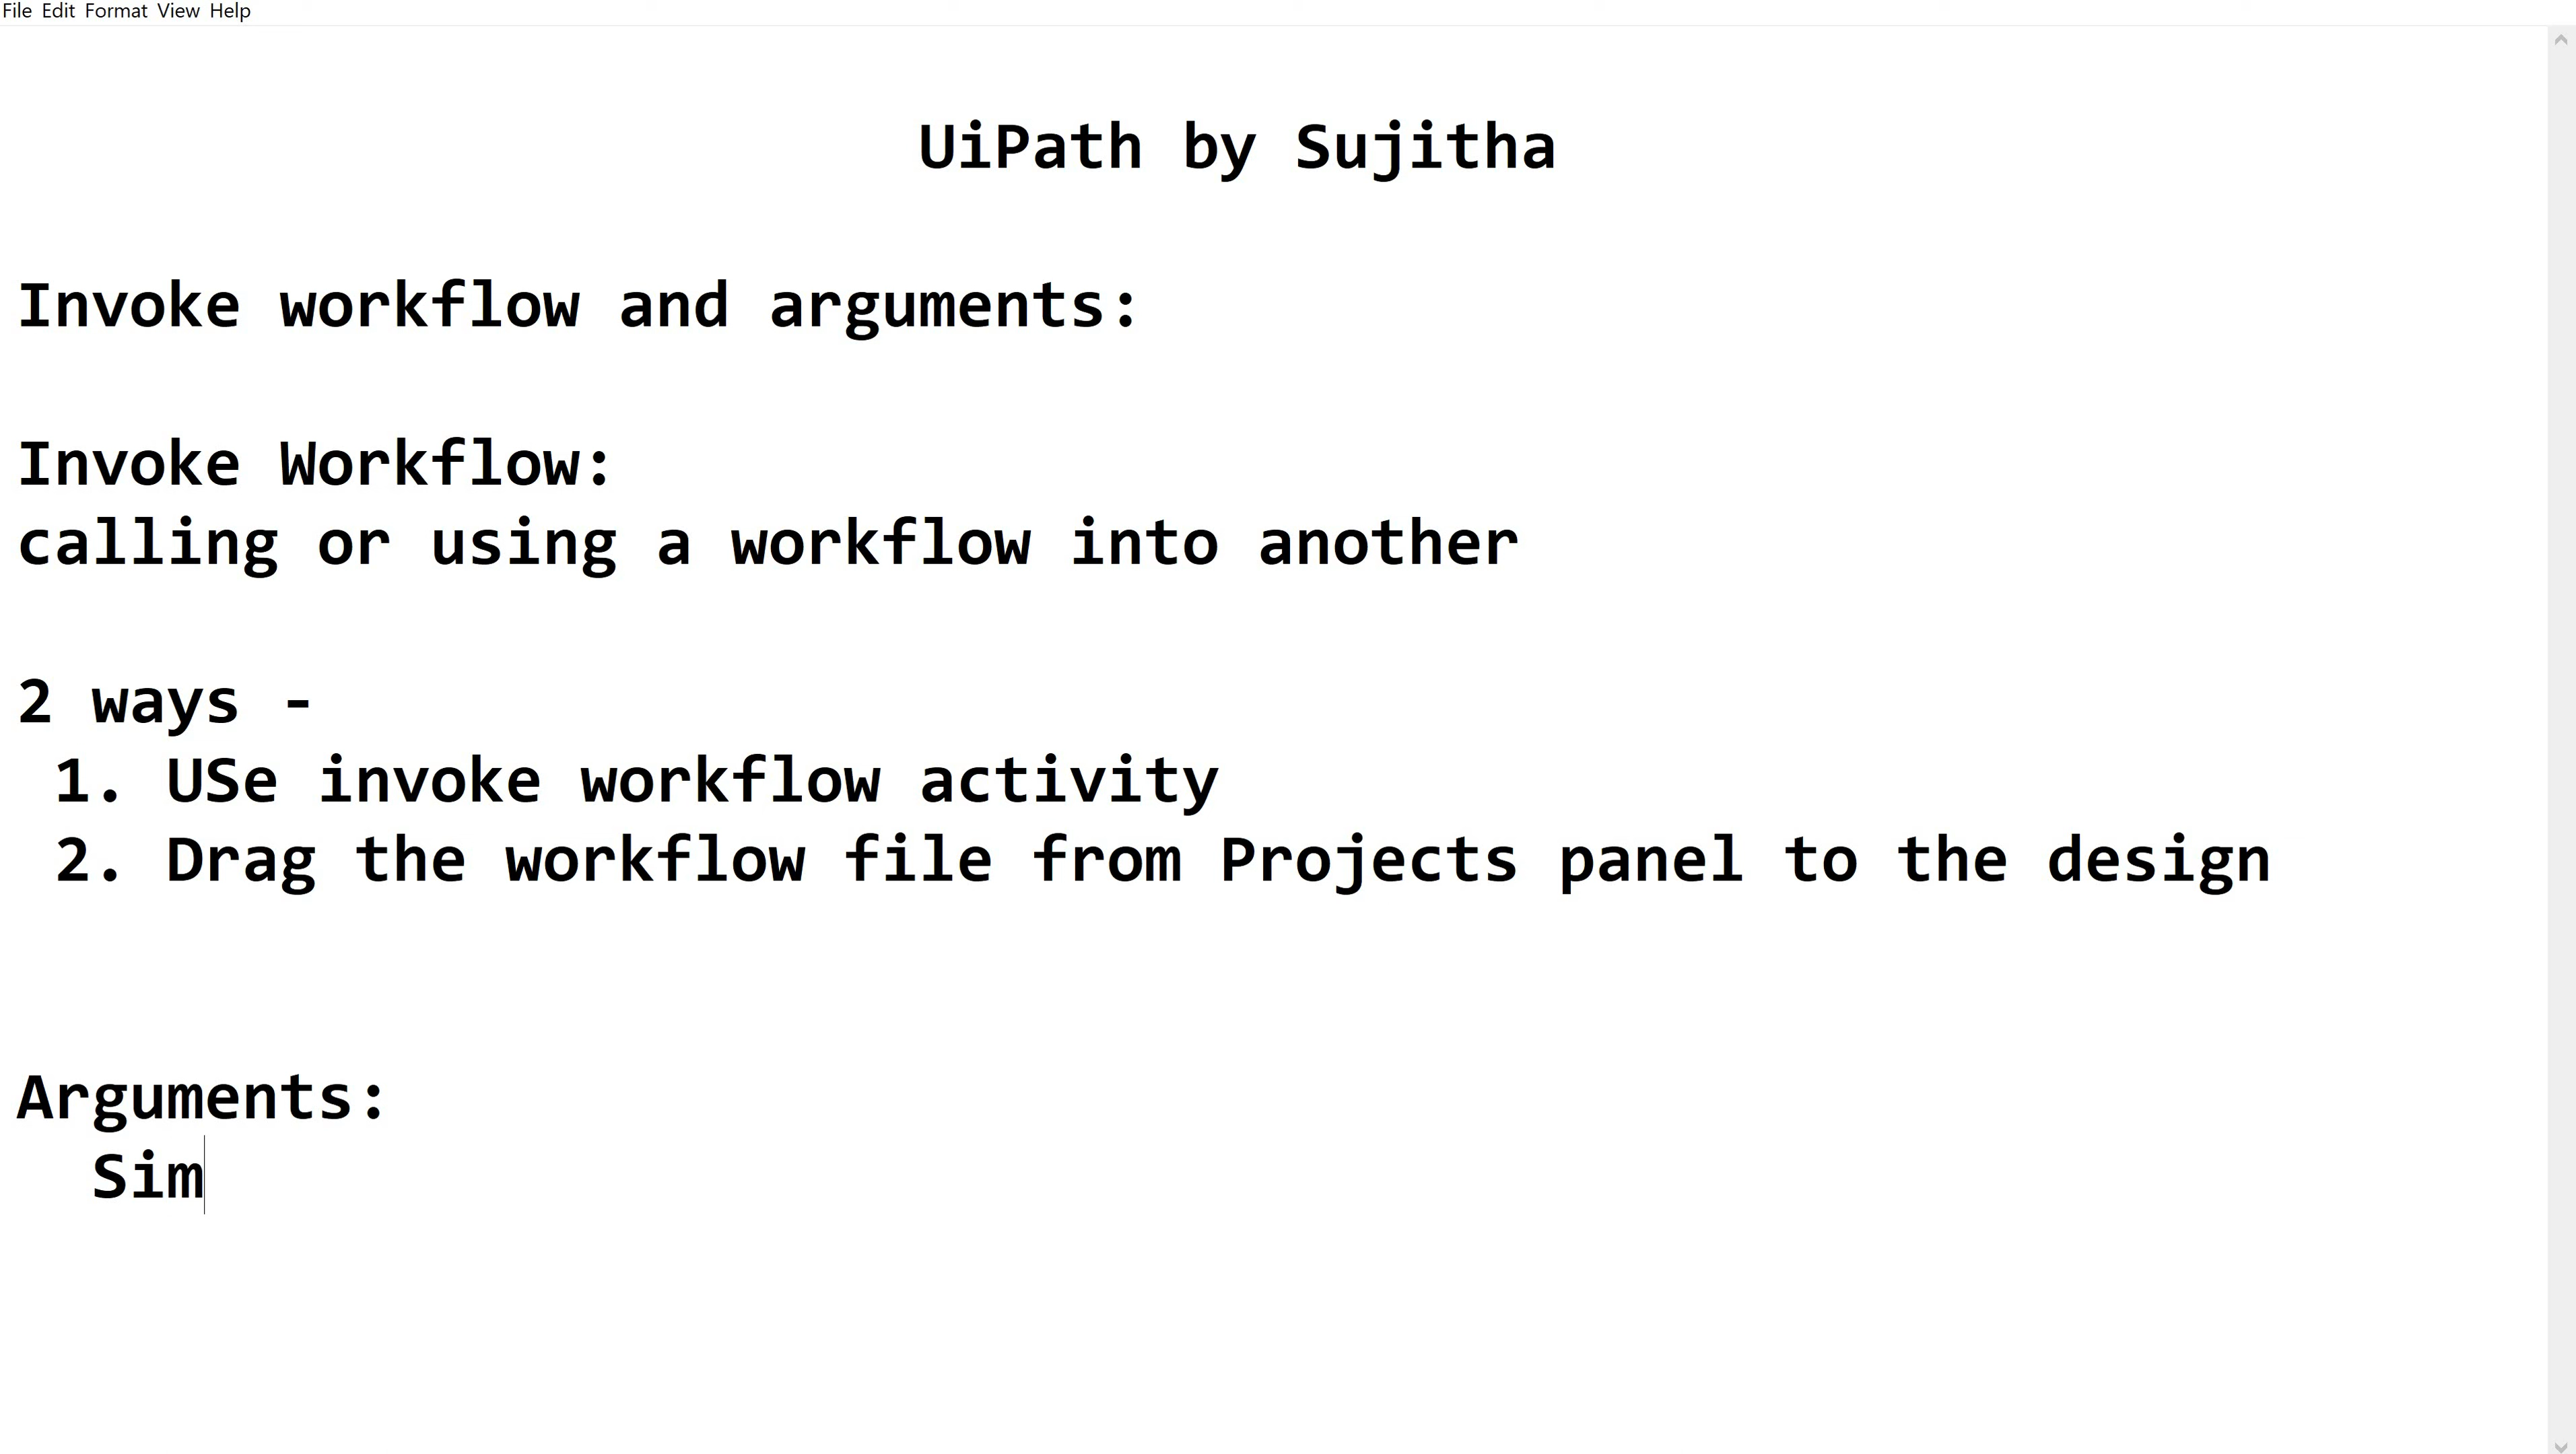 File Edit Format View Help
UiPath by Sujitha
Invoke workflow and arguments:
Invoke Workflow:
calling or using a workflow into another
2 ways -
1. USe invoke workflow activity
2. Drag the workflow file from Projects panel to the design
Arguments:
Sim